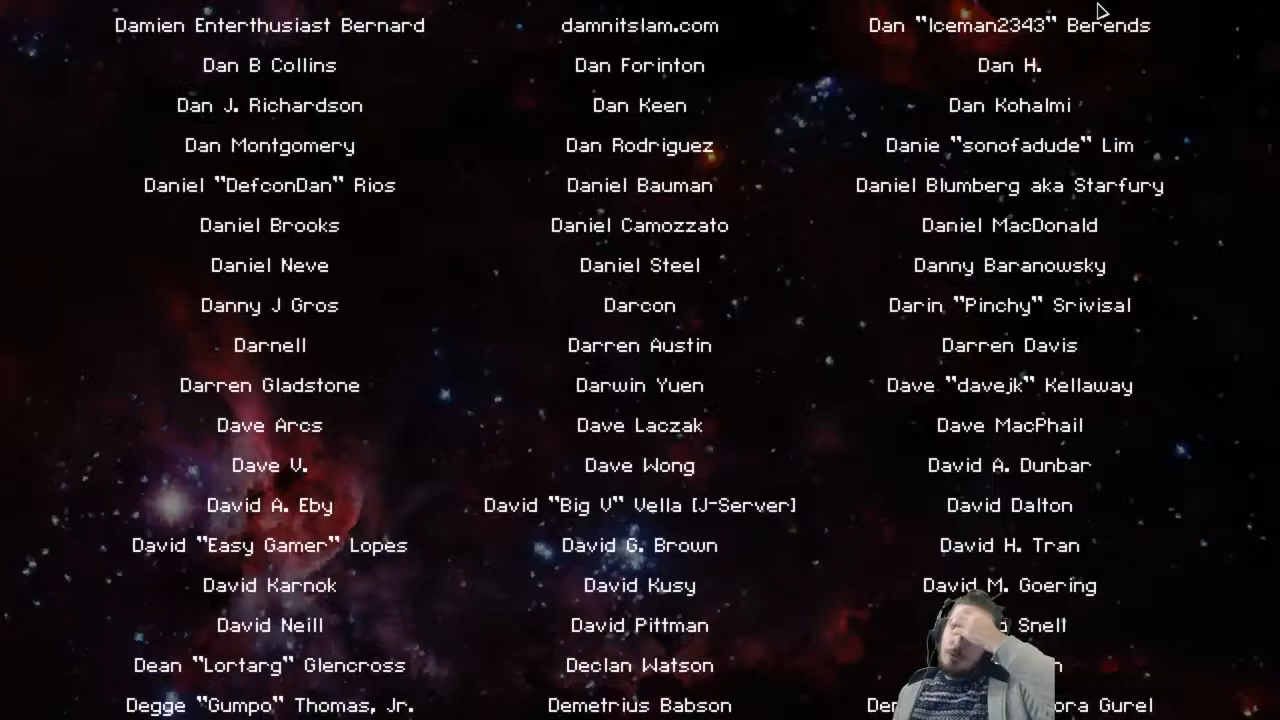 Damien Enterthusiast Bernard damnitslam.com Dan "Iceman2343" Berends
Dan B Collins Dan Forinton Dan H.
Dan J. Richardson Dan Keen Dan Kohalmi
Dan Montgomery Dan Rodriguez Danie "sonofadude" Lim
Daniel "DefconDan" Rios Daniel Bauman Daniel Blumberg aka Starfury
Daniel Brooks Daniel Camozzato Daniel MacDonald
Daniel Neve Daniel Steel Danny Baranowsky
Danny J Gros Darcon Darin "Pinchy" Srivisal
Darnell Darren Austin Darren Davis
Darren Gladstone Darwin Yuen Dave "davejk" Kellaway
Dave Arcs Dave Laczak Dave MacPhail
Dave V. Dave Wong David A. Dunbar
David A. Eby David "Big V" Vella [J-Server] David Dalton
David "Easy Gamer" Lopes David G. Brown David H. Tran
David Karnok David Kusy David M. Goering
David Neill David Pittman Snell
Dean "Lortarg" Glencross Declan Watson
Degge "Gumpo" Thomas, Jr. Demetrius Babson Gurel